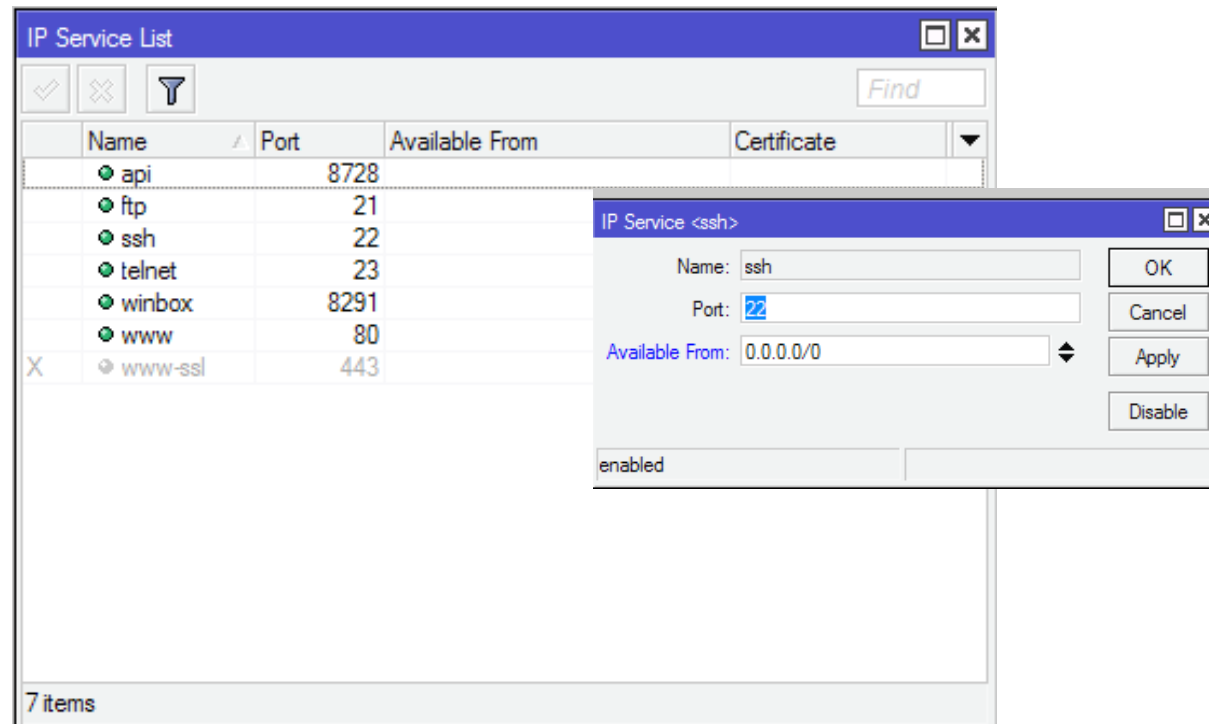 IP Service List
Find
Name Port Available From Certificate
api 8728
ftp 21
ssh 22
telnet 23
winbox 8291
www 80
X www-ssl 443
7 items
IP Service <ssh>
Name: ssh OK
Port: 22 Cancel
Available From: 0.0.0.0/0 Apply
Disable
enabled